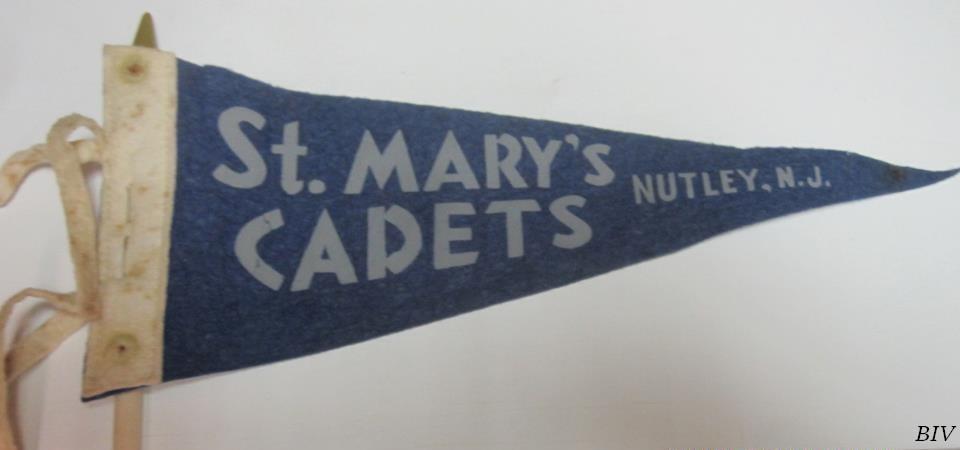 St. MARY'S
CADETS
NUTLEY, N.J.
BIV